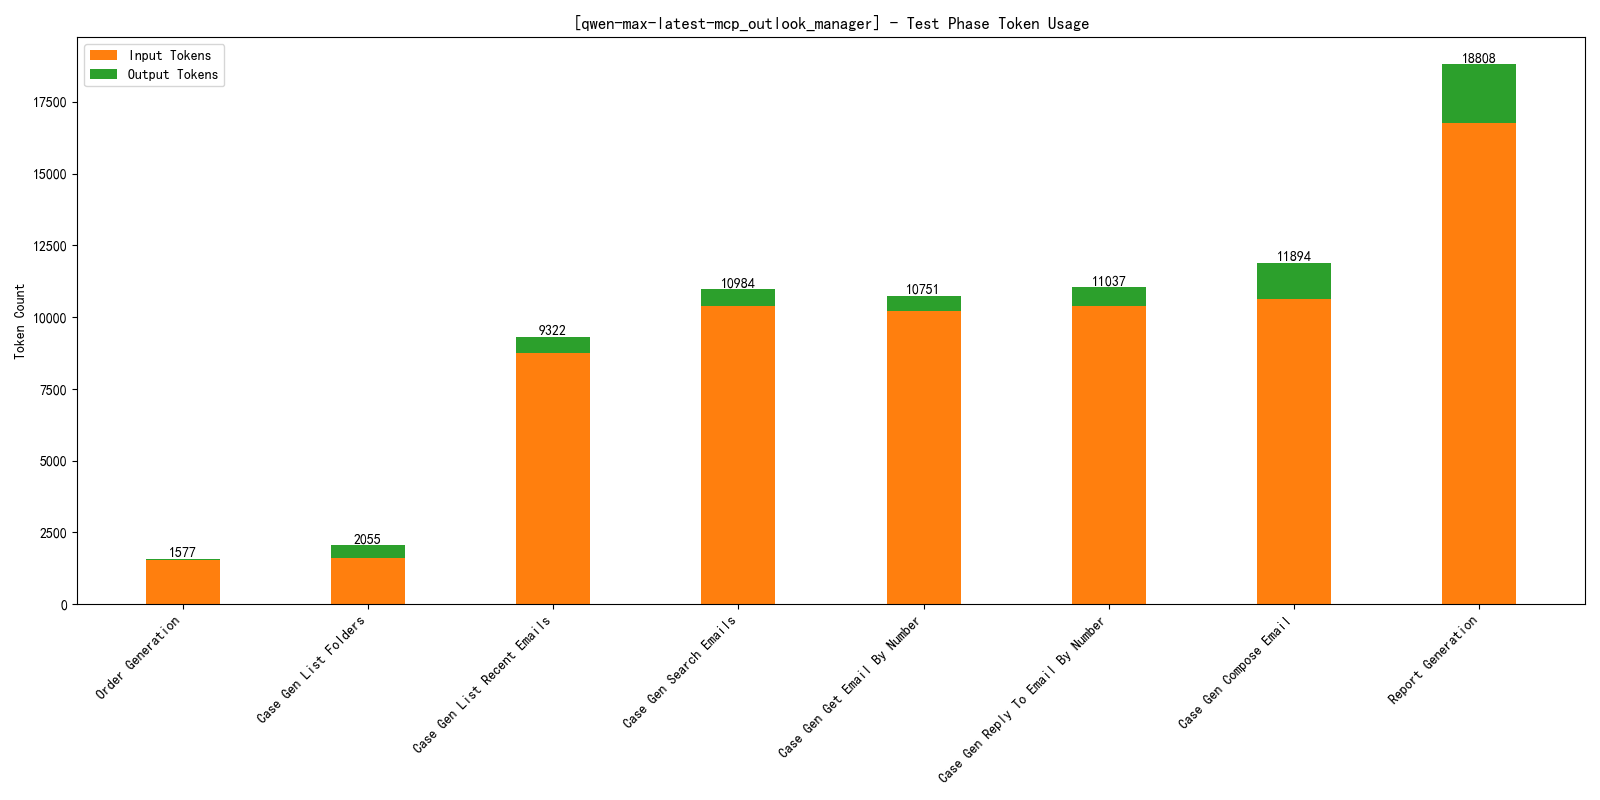 [qwen-max-latest-mcp_outlook_manager] - Test Phase Token Usage
Input Tokens
Output Tokens
Token Count
17500
15000
12500
10000
7500
5000
2500
0
1577
2055
9322
10984
10751
11037
11894
18808
Order Generation
Case Gen List Folders
Case Gen List Recent Emails
Case Gen Search Emails
Case Gen Get Email By Number
Case Gen Reply To Email By Number
Case Gen Compose Email
Report Generation